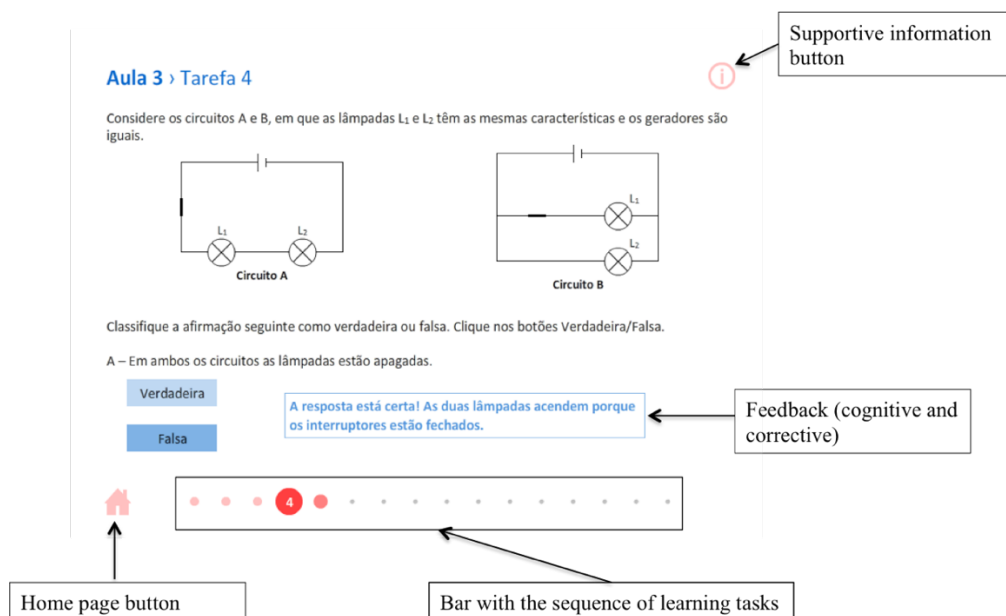 Supportive information
button
Aula 3 › Tarefa 4
i
Considere os circuitos A e B, em que as lâmpadas L₁ e L₂ têm as mesmas características e os geradores são
iguais.
L₁
L₂
Circuito A
L₁
L₂
Circuito B
Classifique a afirmação seguinte como verdadeira ou falsa. Clique nos botões Verdadeira/Falsa.
A – Em ambos os circuitos as lâmpadas estão apagadas.
Verdadeira
Falsa
A resposta está certa! As duas lâmpadas acendem porque
os interruptores estão fechados.
Feedback (cognitive and
corrective)
4
Home page button
Bar with the sequence of learning tasks